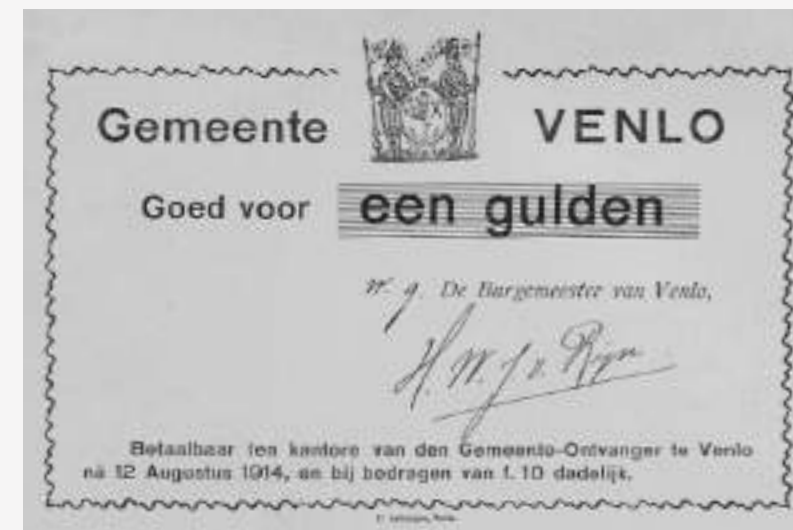 Gemeente VENLO
Goed voor een gulden
w. g. De Burgemeester van Venlo,
H. W. J. v. Ryn
Betaalbaar ten kantore van den Gemeente-Ontvanger te Venlo
na 12 Augustus 1914, en bij bedragen van f. 10 dadelijk.